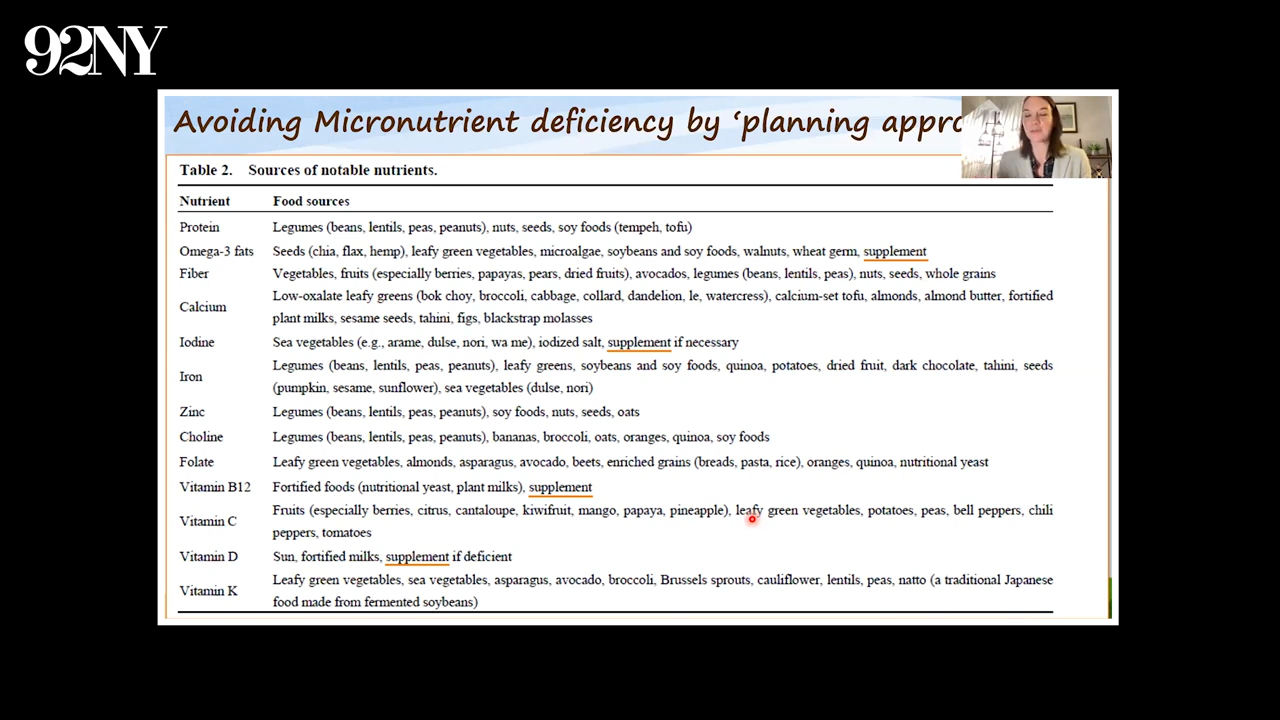 92NY
Avoiding Micronutrient deficiency by ‘planning appro
Table 2. Sources of notable nutrients.
Nutrient Food sources
Protein Legumes (beans, lentils, peas, peanuts), nuts, seeds, soy foods (tempeh, tofu)
Omega-3 fats Seeds (chia, flax, hemp), leafy green vegetables, microalgae, soybeans and soy foods, walnuts, wheat germ, supplement
Fiber Vegetables, fruits (especially berries, papayas, pears, dried fruits), avocados, legumes (beans, lentils, peas), nuts, seeds, whole grains
Calcium Low-oxalate leafy greens (bok choy, broccoli, cabbage, collard, dandelion, le, watercress), calcium-set tofu, almonds, almond butter, fortified
plant milks, sesame seeds, tahini, figs, blackstrap molasses
Iodine Sea vegetables (e.g., arame, dulse, nori, wa me), iodized salt, supplement if necessary
Iron Legumes (beans, lentils, peas, peanuts), leafy greens, soybeans and soy foods, quinoa, potatoes, dried fruit, dark chocolate, tahini, seeds
(pumpkin, sesame, sunflower), sea vegetables (dulse, nori)
Zinc Legumes (beans, lentils, peas, peanuts), soy foods, nuts, seeds, oats
Choline Legumes (beans, lentils, peas, peanuts), bananas, broccoli, oats, oranges, quinoa, soy foods
Folate Leafy green vegetables, almonds, asparagus, avocado, beets, enriched grains (breads, pasta, rice), oranges, quinoa, nutritional yeast
Vitamin B12 Fortified foods (nutritional yeast, plant milks), supplement
Vitamin C Fruits (especially berries, citrus, cantaloupe, kiwifruit, mango, papaya, pineapple), leafy green vegetables, potatoes, peas, bell peppers, chili
peppers, tomatoes
Vitamin D Sun, fortified milks, supplement if deficient
Vitamin K Leafy green vegetables, sea vegetables, asparagus, avocado, broccoli, Brussels sprouts, cauliflower, lentils, peas, natto (a traditional Japanese
food made from fermented soybeans)